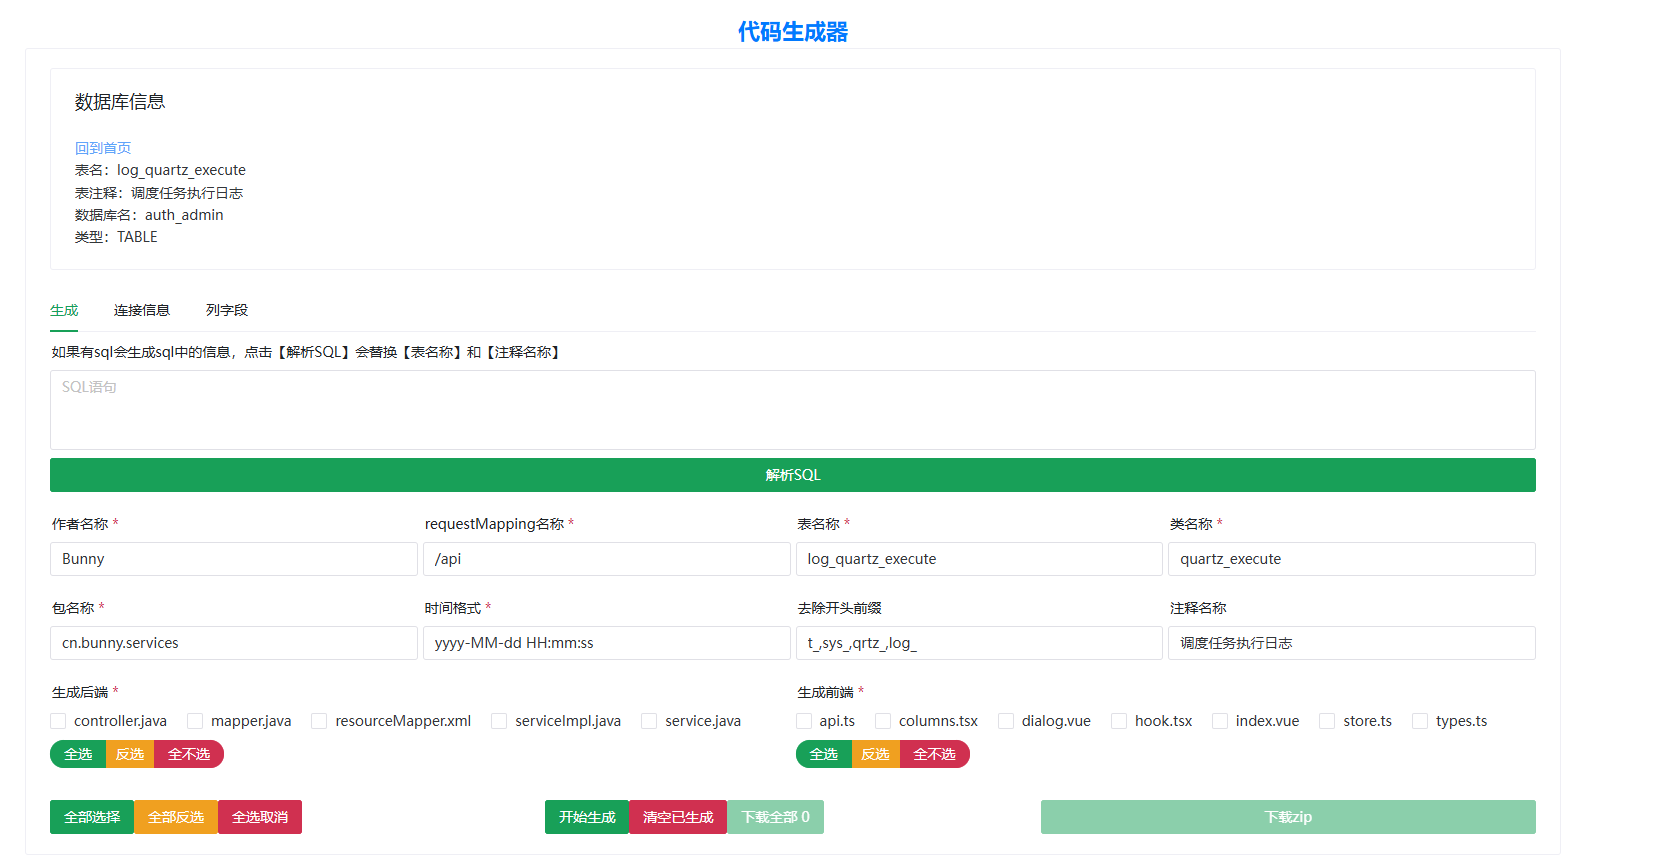 代码生成器
数据库信息
回到首页
表名：log_quartz_execute
表注释：调度任务执行日志
数据库名：auth_admin
类型：TABLE
生成 连接信息 列字段
如果有sql会生成sql中的信息，点击【解析SQL】会替换【表名称】和【注释名称】
SQL语句
解析SQL
作者名称 * requestMapping名称 * 表名称 * 类名称 *
Bunny /api log_quartz_execute quartz_execute
包名称 * 时间格式 * 去除开头前缀 注释名称
cn.bunny.services yyyy-MM-dd HH:mm:ss t_,sys_,qrtz_,log_ 调度任务执行日志
生成后端 * 生成前端 *
controller.java mapper.java resourceMapper.xml serviceImpl.java service.java api.ts columns.tsx dialog.vue hook.tsx index.vue store.ts types.ts
全选 反选 全不选 全选 反选 全不选
全部选择 全部反选 全选取消 开始生成 清空已生成 下载全部 0 下载zip